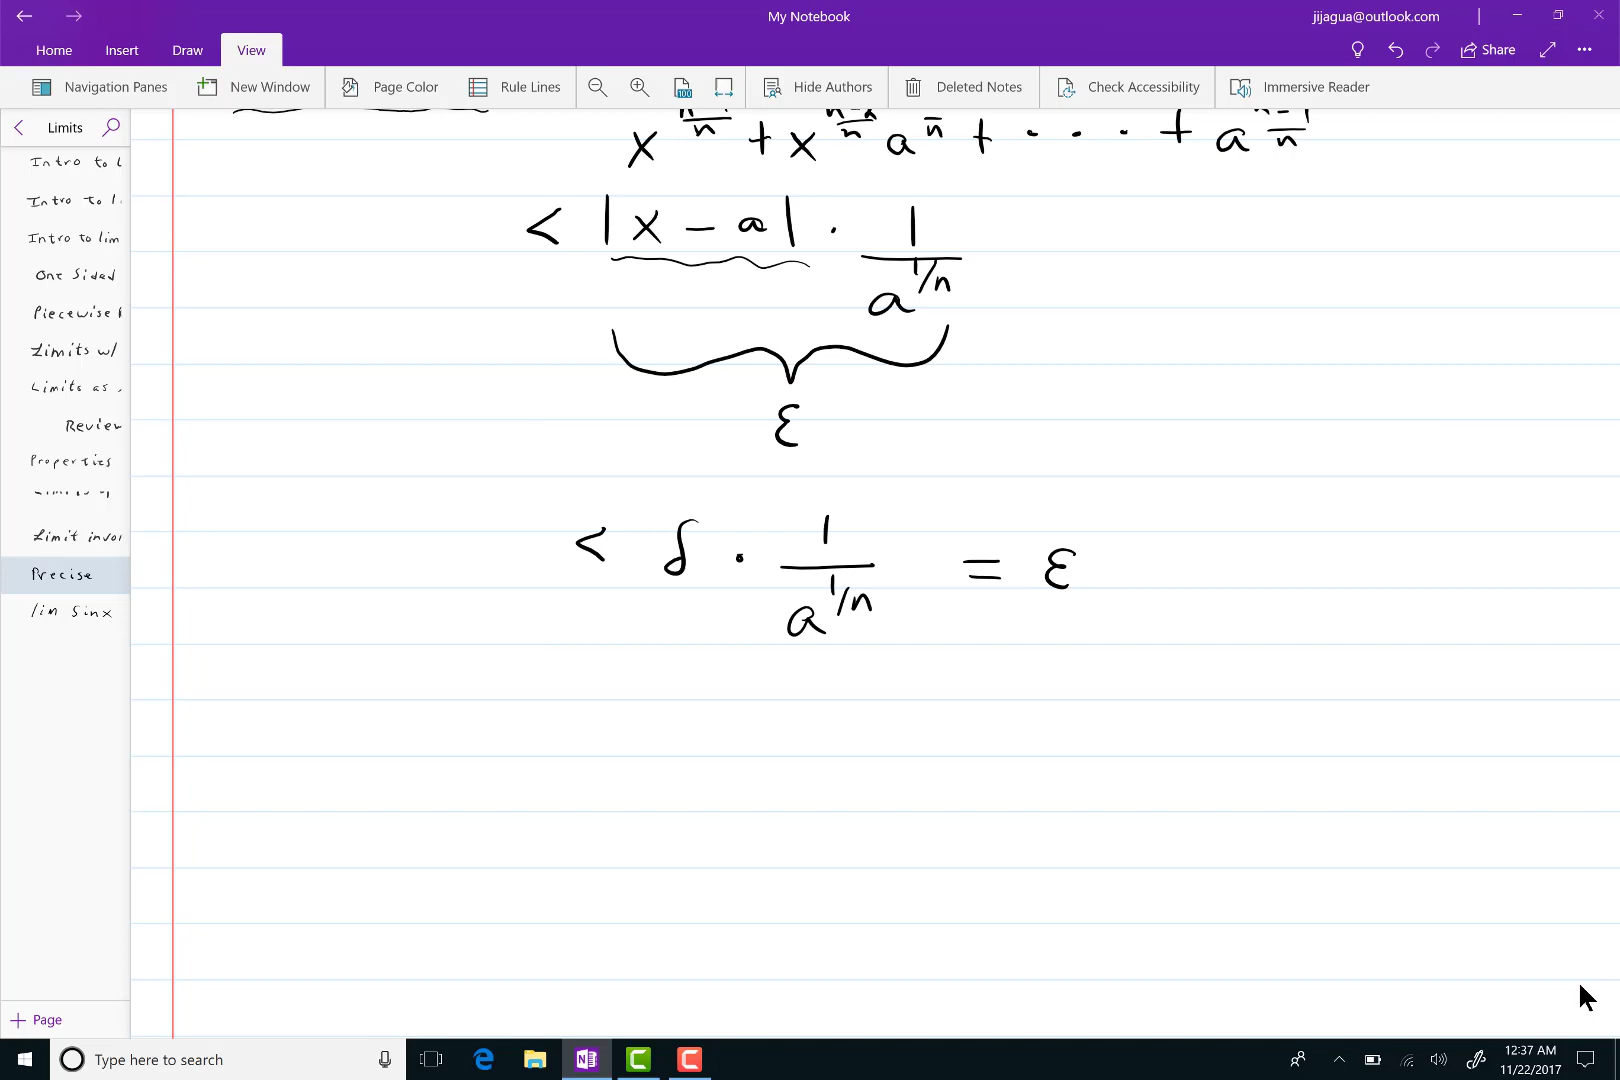 My Notebook
jijagua@outlook.com
Home Insert Draw View Share
Navigation Panes New Window Page Color Rule Lines Hide Authors Deleted Notes Check Accessibility Immersive Reader
Limits
Intro to
Intro to
Intro to lim
One Sided
Piecewise
Limits w/
Limits as
Review
Properties
Limit invo
Precise
lim Sinx
Page
x + x a + · · · + a
< |x - a| · 1/a^1/n
ε
< δ · 1/a^1/n = ε
Type here to search
12:37 AM
11/22/2017